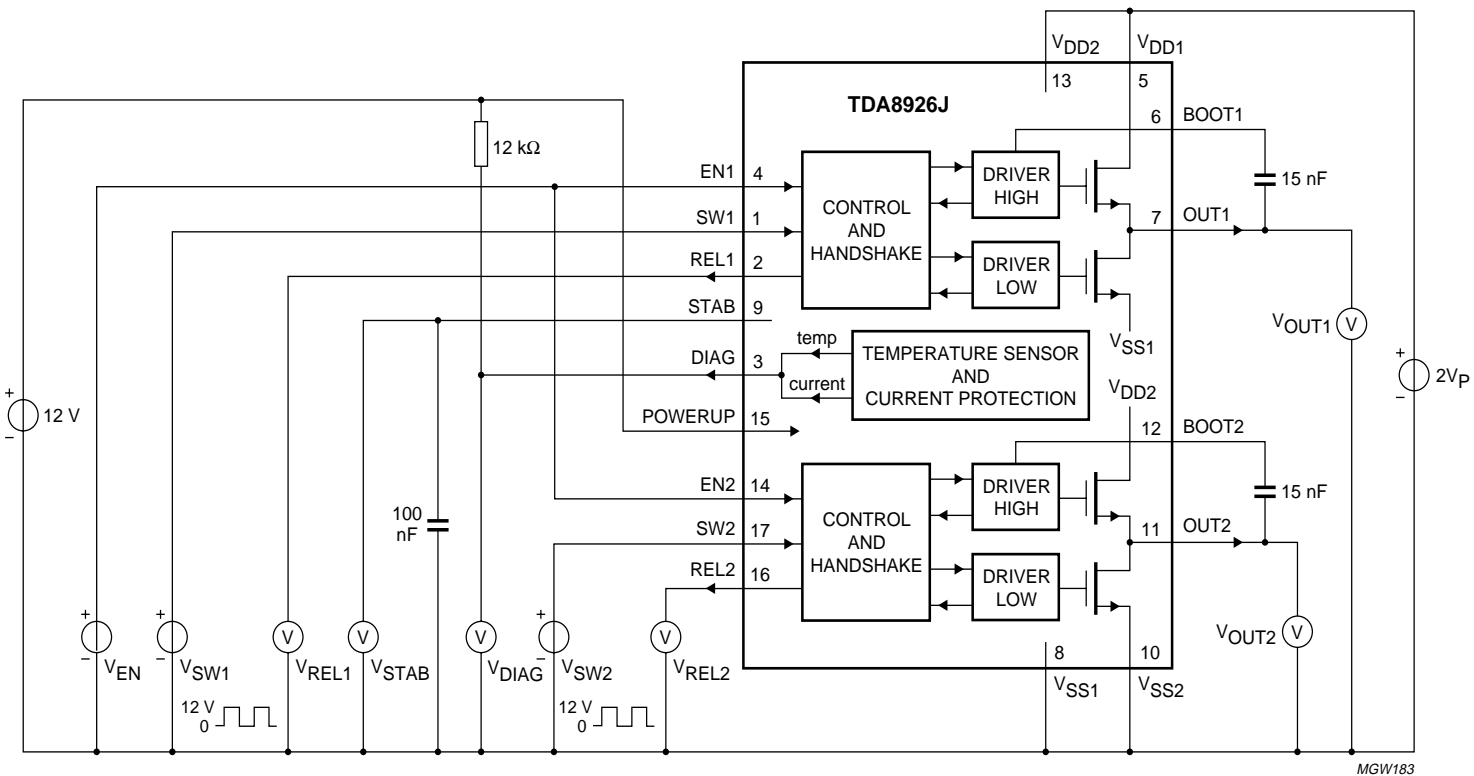 VDD2
VDD1
13
5
TDA8926J
6
BOOT1
12 kΩ
EN1
4
DRIVER
HIGH
15 nF
CONTROL
AND
HANDSHAKE
SW1
1
7
OUT1
REL1
2
DRIVER
LOW
STAB
9
VOUT1
V
temp
VSS1
DIAG
3
TEMPERATURE SENSOR
AND
CURRENT PROTECTION
current
+
2VP
−
VDD2
+
12 V
−
POWERUP
15
12
BOOT2
EN2
14
DRIVER
HIGH
15 nF
100
nF
CONTROL
AND
HANDSHAKE
SW2
17
11
OUT2
REL2
16
DRIVER
LOW
+
−
VEN
+
−
VSW1
V
VREL1
V
VSTAB
V
VDIAG
+
−
VSW2
V
VREL2
VOUT2
V
8
10
VSS1
VSS2
12 V
0
12 V
0
MGW183